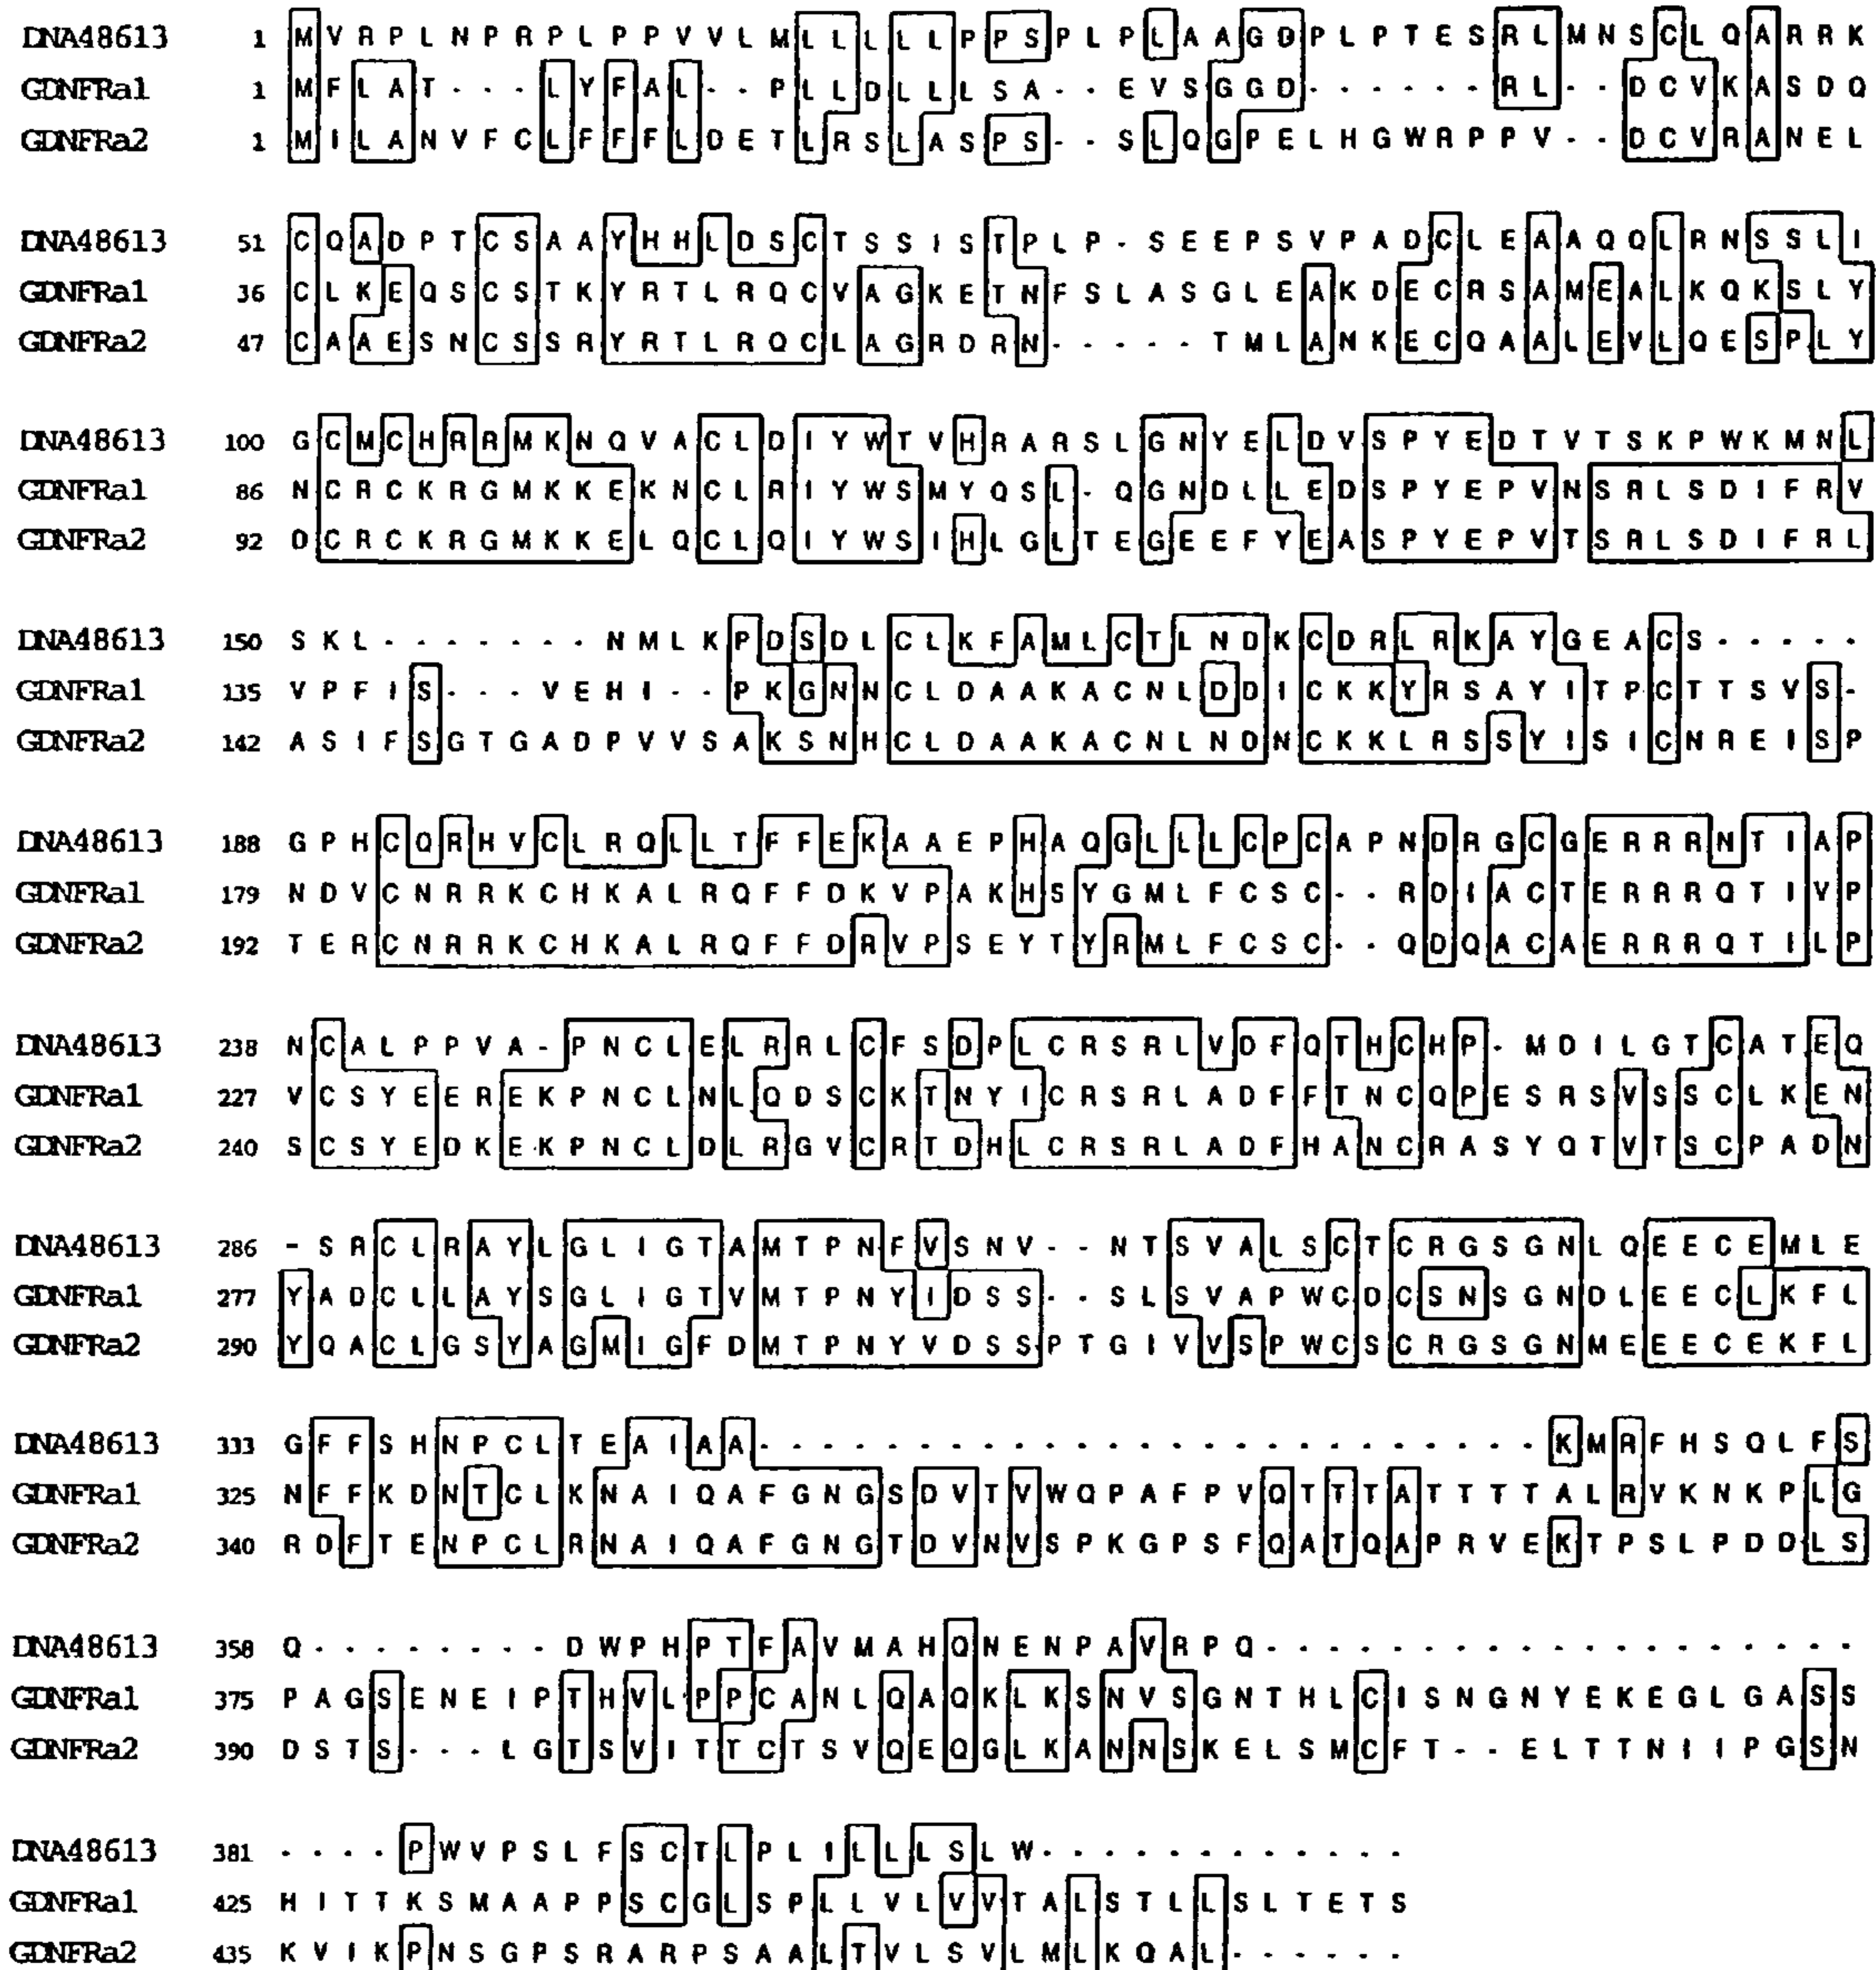 DNA48613 1 M V R P L N P R P L P P V V L M L L L L L P P S P L P L A A G D P L P T E S R L M N S C L Q A R R K
GDNFRa1 1 M F L A T - - - L Y F A L - - P L L D L L L S A - - E V S G G D - - - - - - R L - - D C V K A S D Q
GDNFRa2 1 M I L A N V F C L F F F L D E T L R S L A S P S - - S L Q G P E L H G W R P P V - - D C V R A N E L
DNA48613 51 C Q A D P T C S A A Y H H L D S C T S S I S T P L P - S E E P S V P A D C L E A A Q Q L R N S S L I
GDNFRa1 36 C L K E Q S C S T K Y R T L R Q C V A G K E T N F S L A S G L E A K D E C R S A M E A L K Q K S L Y
GDNFRa2 47 C A A E S N C S S R Y R T L R Q C L A G R D R N - - - - - T M L A N K E C Q A A L E V L Q E S P L Y
DNA48613 100 G C M C H R R M K N Q V A C L D I Y W T V H R A R S L G N Y E L D V S P Y E D T V T S K P W K M N L
GDNFRa1 86 N C R C K R G M K K E K N C L R I Y W S M Y Q S L - Q G N D L L E D S P Y E P V N S R L S D I F R V
GDNFRa2 92 D C R C K R G M K K E L Q C L Q I Y W S I H L G L T E G E E F Y E A S P Y E P V T S R L S D I F R L
DNA48613 150 S K L - - - - - - - N M L K P D S D L C L K F A M L C T L N D K C D R L R K A Y G E A C S - - - - -
GDNFRa1 135 V P F I S - - - V E H I - - P K G N N C L D A A K A C N L D D I C K K Y R S A Y I T P C T T S V S -
GDNFRa2 142 A S I F S G T G A D P V V S A K S N H C L D A A K A C N L N D N C K K L R S S Y I S I C N R E I S P
DNA48613 188 G P H C Q R H V C L R Q L L T F F E K A A E P H A Q G L L L C P C A P N D R G C G E R R R N T I A P
GDNFRa1 179 N D V C N R R K C H K A L R Q F F D K V P A K H S Y G M L F C S C - - R D I A C T E R R R Q T I V P
GDNFRa2 192 T E R C N R R K C H K A L R Q F F D R V P S E Y T Y R M L F C S C - - Q D Q A C A E R R R Q T I L P
DNA48613 238 N C A L P P V A - P N C L E L R R L C F S D P L C R S R L V D F Q T H C H P - M D I L G T C A T E Q
GDNFRa1 227 V C S Y E E R E K P N C L N L Q D S C K T N Y I C R S R L A D F F T N C Q P E S R S V S S C L K E N
GDNFRa2 240 S C S Y E D K E K P N C L D L R G V C R T D H L C R S R L A D F H A N C R A S Y Q T V T S C P A D N
DNA48613 286 - S R C L R A Y L G L I G T A M T P N F V S N V - - N T S V A L S C T C R G S G N L Q E E C E M L E
GDNFRa1 277 Y A D C L L A Y S G L I G T V M T P N Y I D S S - - S L S V A P W C D C S N S G N D L E E C L K F L
GDNFRa2 290 Y Q A C L G S Y A G M I G F D M T P N Y V D S S P T G I V V S P W C S C R G S G N M E E E C E K F L
DNA48613 333 G F F S H N P C L T E A I A A - - - - - - - - - - - - - - - - - - - - - - - - - K M R F H S Q L F S
GDNFRa1 325 N F F K D N T C L K N A I Q A F G N G S D V T V W Q P A F P V Q T T T A T T T T A L R V K N K P L G
GDNFRa2 340 R D F T E N P C L R N A I Q A F G N G T D V N V S P K G P S F Q A T Q A P R V E K T P S L P D D L S
DNA48613 358 Q - - - - - - - - D W P H P T F A V M A H Q N E N P A V R P Q - - - - - - - - - - - - - - - - - - -
GDNFRa1 375 P A G S E N E I P T H V L P P C A N L Q A Q K L K S N V S G N T H L C I S N G N Y E K E G L G A S S
GDNFRa2 390 D S T S - - - L G T S V I T T C T S V Q E Q G L K A N N S K E L S M C F T - - E L T T N I I P G S N
DNA48613 381 - - - - P W V P S L F S C T L P L I L L L S L W - - - - - - - - - - - -
GDNFRa1 425 H I T T K S M A A P P S C G L S P L L V L V V T A L S T L L S L T E T S
GDNFRa2 435 K V I K P N S G P S R A R P S A A L T V L S V L M L K Q A L - - - - - -